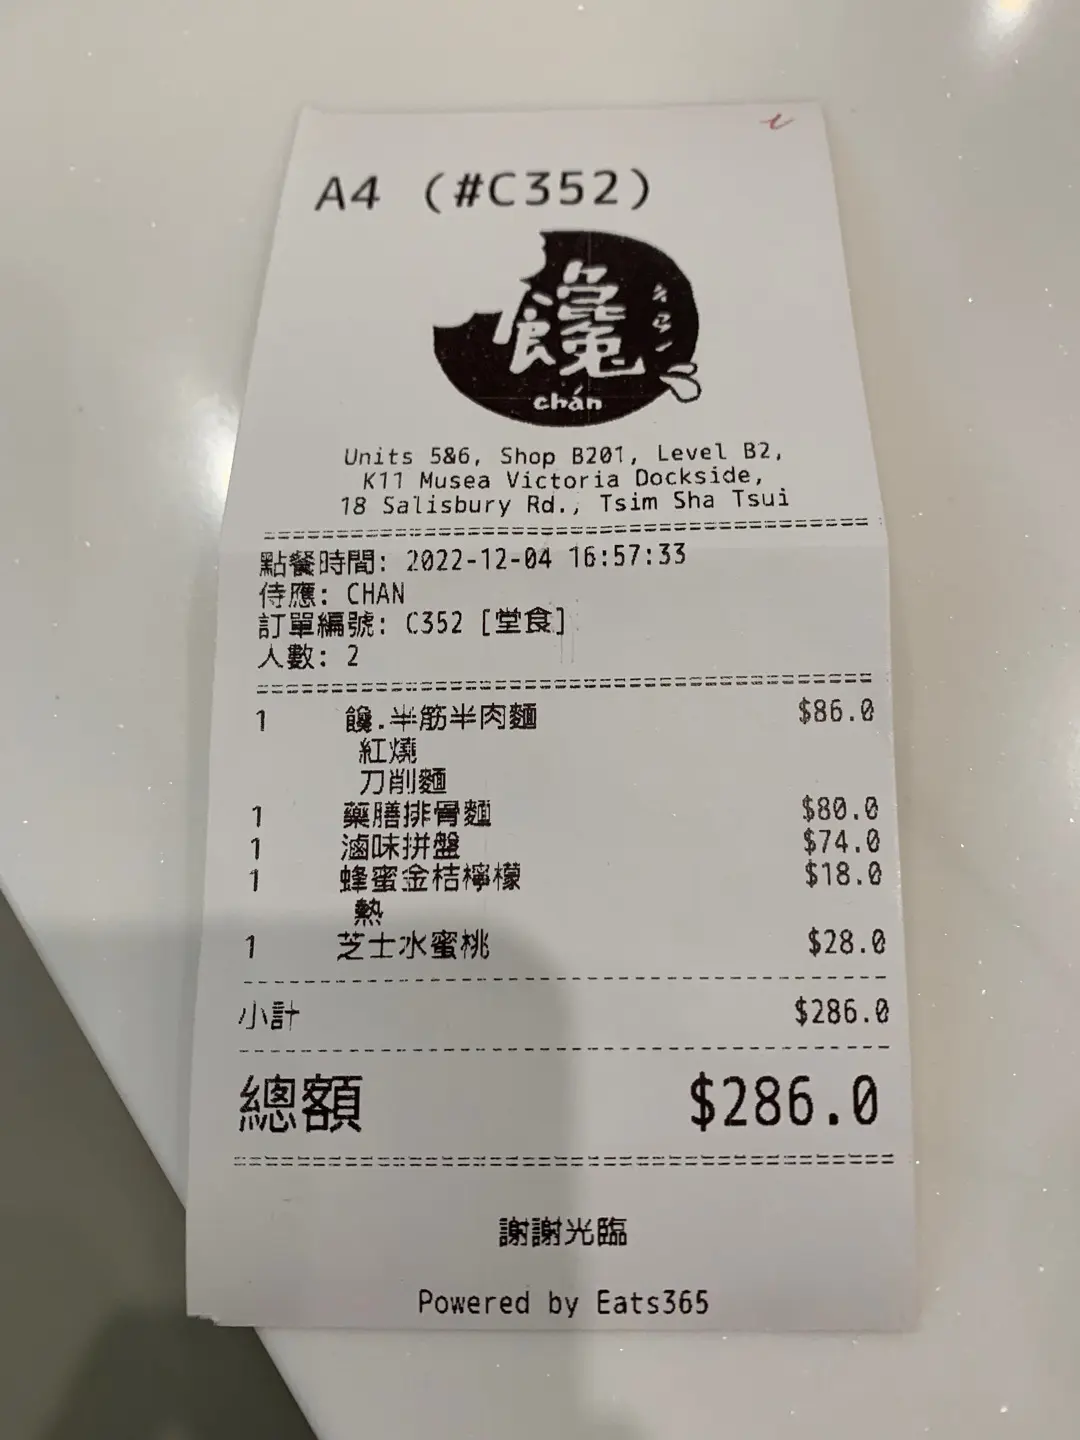 A4 (#C352)
饞
chán
Units 5&6, Shop B201, Level B2,
K11 Musea Victoria Dockside,
18 Salisbury Rd., Tsim Sha Tsui
點餐時間: 2022-12-04 16:57:33
侍應: CHAN
訂單編號: C352 [堂食]
人數: 2
1 饞.半筋半肉麵 $86.0
紅燒
刀削麵
1 藥膳排骨麵 $80.0
1 滷味拼盤 $74.0
1 蜂蜜金桔檸檬 $18.0
熱
1 芝士水蜜桃 $28.0
小計 $286.0
總額 $286.0
謝謝光臨
Powered by Eats365